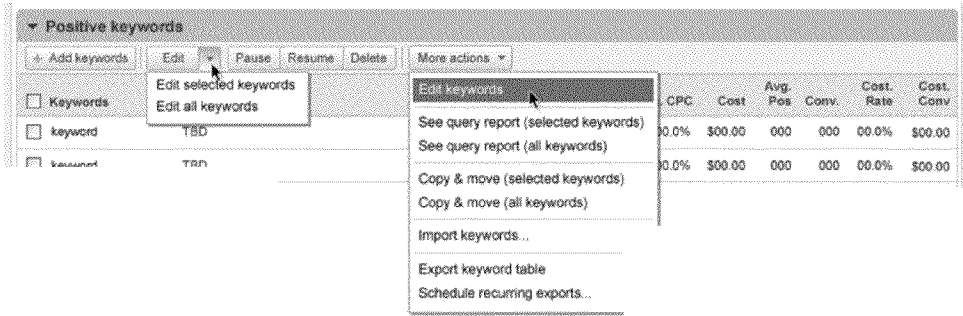 Positive keywords
+ Add keywords Edit Pause Resume Delete More actions
Edit selected keywords
Edit all keywords
Edit keywords
See query report (selected keywords)
See query report (all keywords)
Copy & move (selected keywords)
Copy & move (all keywords)
Import keywords...
Export keyword table
Schedule recurring exports...
Keywords CPC Cost Avg. Pos Conv. Cost. Rate Cost. Conv
keyword TBD 00.0% $00.00 000 000 00.0% $00.00
keyword TBD 00.0% $00.00 000 000 00.0% $00.00